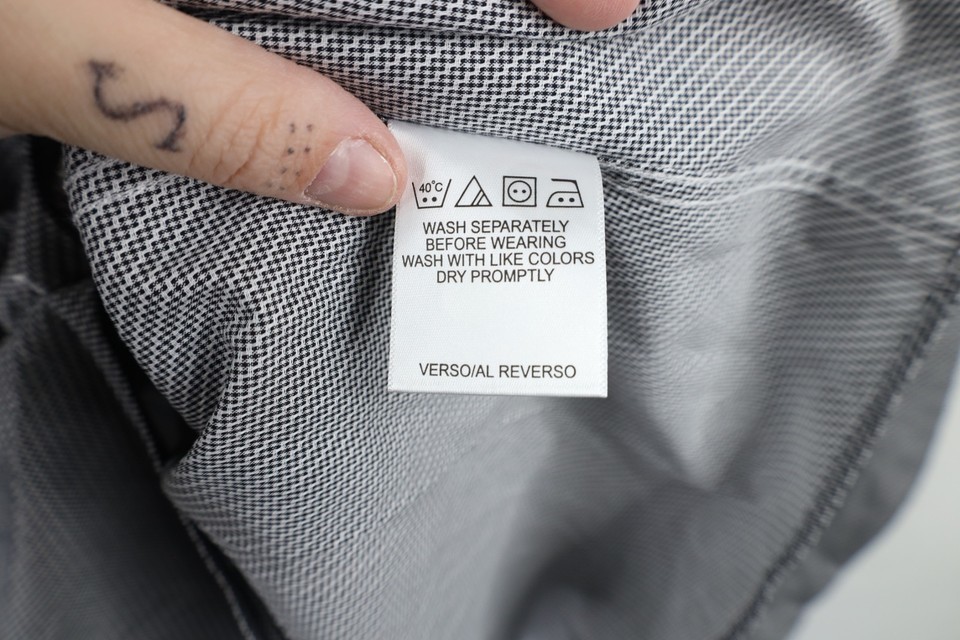 40°C
WASH SEPARATELY
BEFORE WEARING
WASH WITH LIKE COLORS
DRY PROMPTLY
VERSO/AL REVERSO